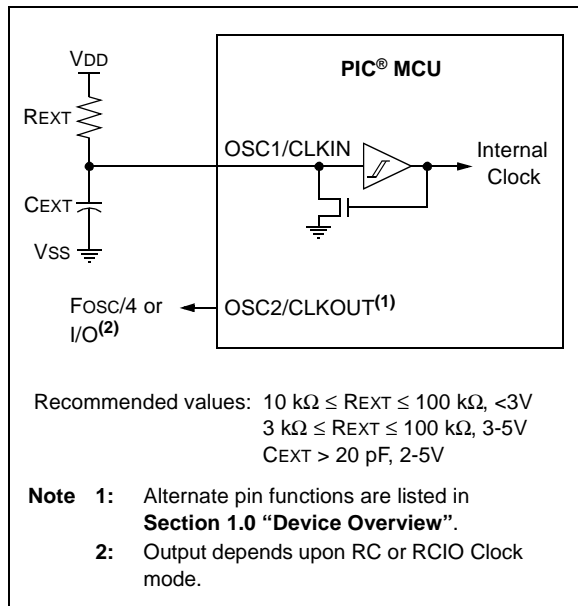 VDD
PIC® MCU
REXT
OSC1/CLKIN
Internal
Clock
CEXT
VSS
FOSC/4 or
I/O(2)
OSC2/CLKOUT(1)
Recommended values: 10 kΩ ≤ REXT ≤ 100 kΩ, <3V
3 kΩ ≤ REXT ≤ 100 kΩ, 3-5V
CEXT > 20 pF, 2-5V
Note 1: Alternate pin functions are listed in
Section 1.0 “Device Overview”.
2: Output depends upon RC or RCIO Clock
mode.